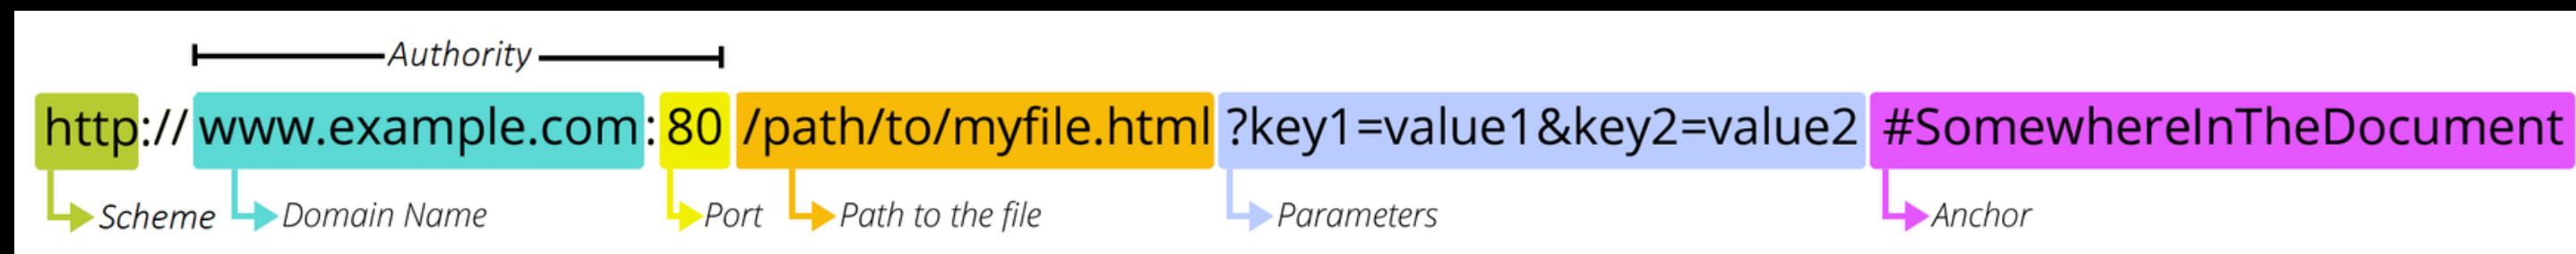 Authority
http://www.example.com:80/path/to/myfile.html?key1=value1&key2=value2#SomewhereInTheDocument
Scheme Domain Name Port Path to the file Parameters Anchor